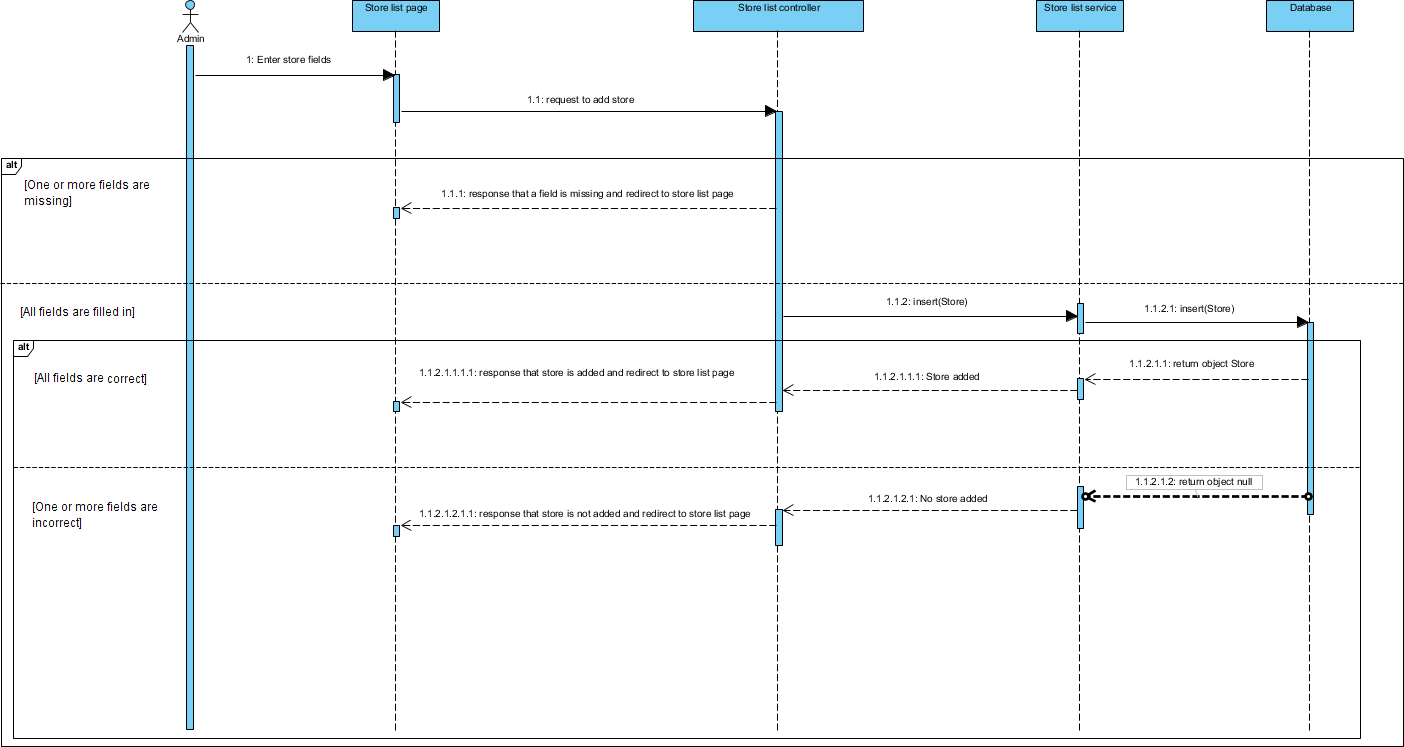 Store list page
Store list controller
Store list service
Database
Admin
1: Enter store fields
1.1: request to add store
alt
[One or more fields are
missing]
1.1.1: response that a field is missing and redirect to store list page
[All fields are filled in]
1.1.2: insert(Store)
1.1.2.1: insert(Store)
alt
[All fields are correct]
1.1.2.1.1.1.1: response that store is added and redirect to store list page
1.1.2.1.1.1: Store added
1.1.2.1.1: return object Store
[One or more fields are
incorrect]
1.1.2.1.2.1.1: response that store is not added and redirect to store list page
1.1.2.1.2.1: No store added
1.1.2.1.2: return object null